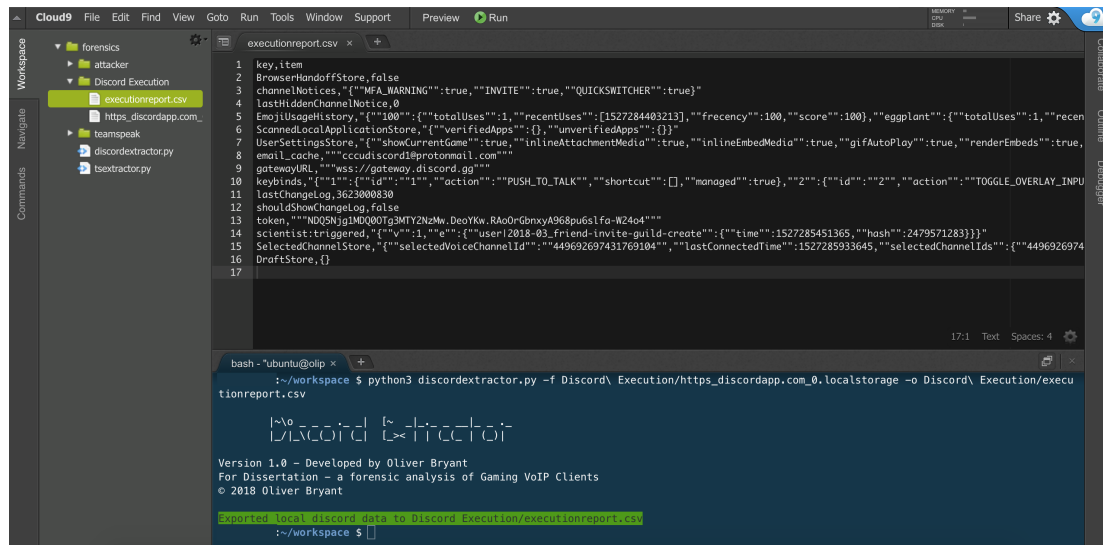 Cloud9 File Edit Find View Goto Run Tools Window Support Preview Run
MEMORY
CPU
DISK
Share
Workspace
Navigate
Commands
forensics
attacker
Discord Execution
executionreport.csv
https_discordapp.com_
teamspeak
discordextractor.py
tsextractor.py
executionreport.csv × +
1 key,item
2 BrowserHandoffStore,false
3 channelNotices,"{""MFA_WARNING"":true,""INVITE"":true,""QUICKSWITCHER"":true}"
4 lastHiddenChannelNotice,0
5 EmojiUsageHistory,"{""100"":{""totalUses"":1,""recentUses"":[1527284403213],""frecency"":100,""score"":100},""eggplant"":{""totalUses"":1,""recen
6 ScannedLocalApplicationStore,"{""verifiedApps"":{},""unverifiedApps"":{}}"
7 UserSettingsStore,"{""showCurrentGame"":true,""inlineAttachmentMedia"":true,""inlineEmbedMedia"":true,""gifAutoPlay"":true,""renderEmbeds"":true,
8 email_cache,"""cccudiscord1@protonmail.com"""
9 gatewayURL,"""wss://gateway.discord.gg"""
10 keybinds,"{""1"":{""id"":""1"",""action"":""PUSH_TO_TALK"",""shortcut"":[],""managed"":true},""2"":{""id"":""2"",""action"":""TOGGLE_OVERLAY_INPU
11 lastChangeLog,3623000830
12 shouldShowChangeLog,false
13 token,"""NDQ5Njg1MDQ0OTg3MTY2NzMw.DeoYKw.RAoOrGbnxyA968pu6slfa-W24o4"""
14 scientist:triggered,"{""v"":1,""e"":{""user|2018-03_friend-invite-guild-create"":{""time"":1527285451365,""hash"":2479571283}}}"
15 SelectedChannelStore,"{""selectedVoiceChannelId"":""449692697431769104"",""lastConnectedTime"":1527285933645,""selectedChannelIds"":{""4496926974
16 DraftStore,{}
17
17:1 Text Spaces: 4
Collaborate
Outline
Debugger
bash - "ubuntu@olip × +
:~/workspace $ python3 discordextractor.py -f Discord\ Execution/https_discordapp.com_0.localstorage -o Discord\ Execution/execu
tionreport.csv
Version 1.0 – Developed by Oliver Bryant
For Dissertation – a forensic analysis of Gaming VoIP Clients
© 2018 Oliver Bryant
Exported local discord data to Discord Execution/executionreport.csv
:~/workspace $